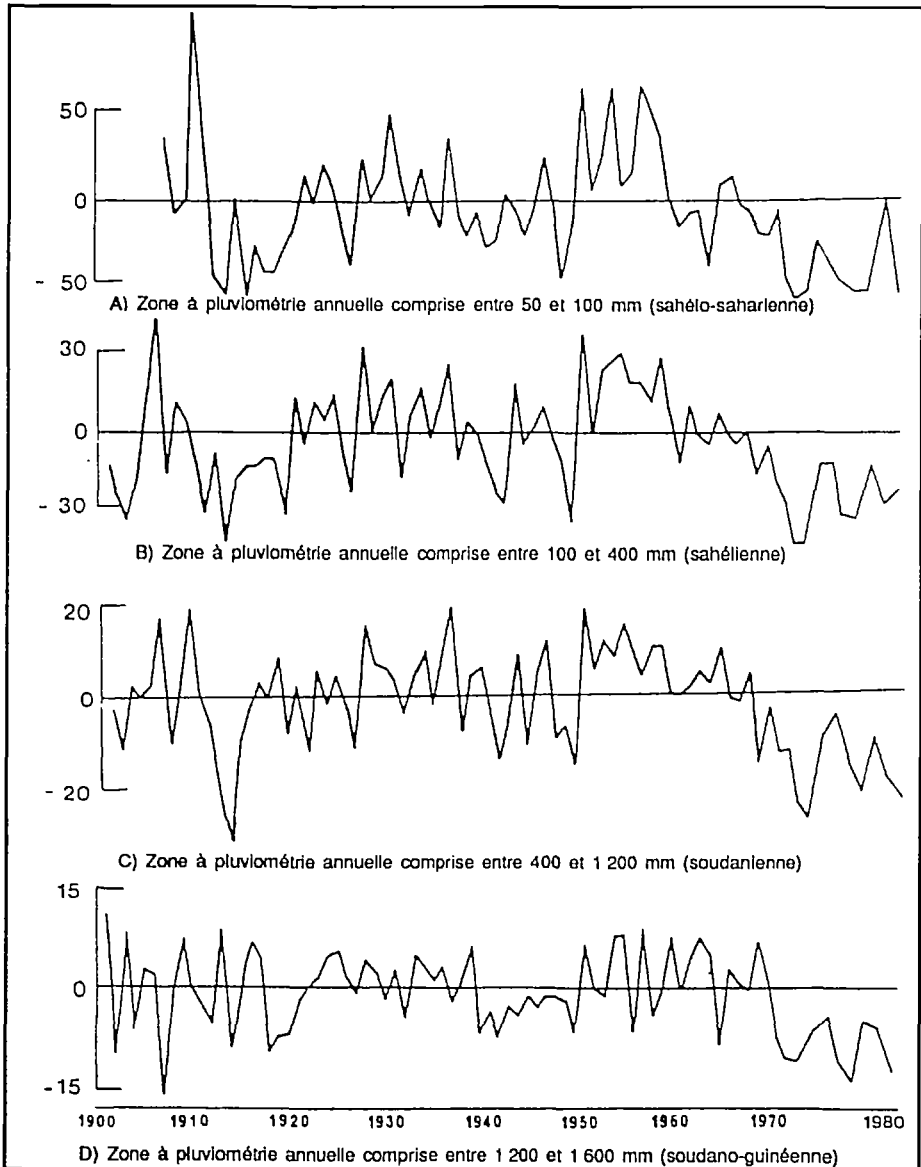 50
0
- 50
A) Zone à pluviométrie annuelle comprise entre 50 et 100 mm (sahélo-saharienne)
30
0
- 30
B) Zone à pluviométrie annuelle comprise entre 100 et 400 mm (sahélienne)
20
0
- 20
C) Zone à pluviométrie annuelle comprise entre 400 et 1 200 mm (soudanienne)
15
0
-15
1900 1910 1920 1930 1940 1950 1960 1970 1980
D) Zone à pluviométrie annuelle comprise entre 1 200 et 1 600 mm (soudano-guinéenne)